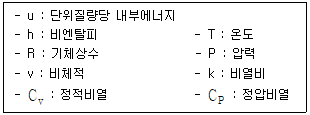 - u : 단위질량당 내부에너지
- h : 비엔탈피 - T : 온도
- R : 기체상수 - P : 압력
- v : 비체적 - k : 비열비
- Cv : 정적비열 - CP : 정압비열